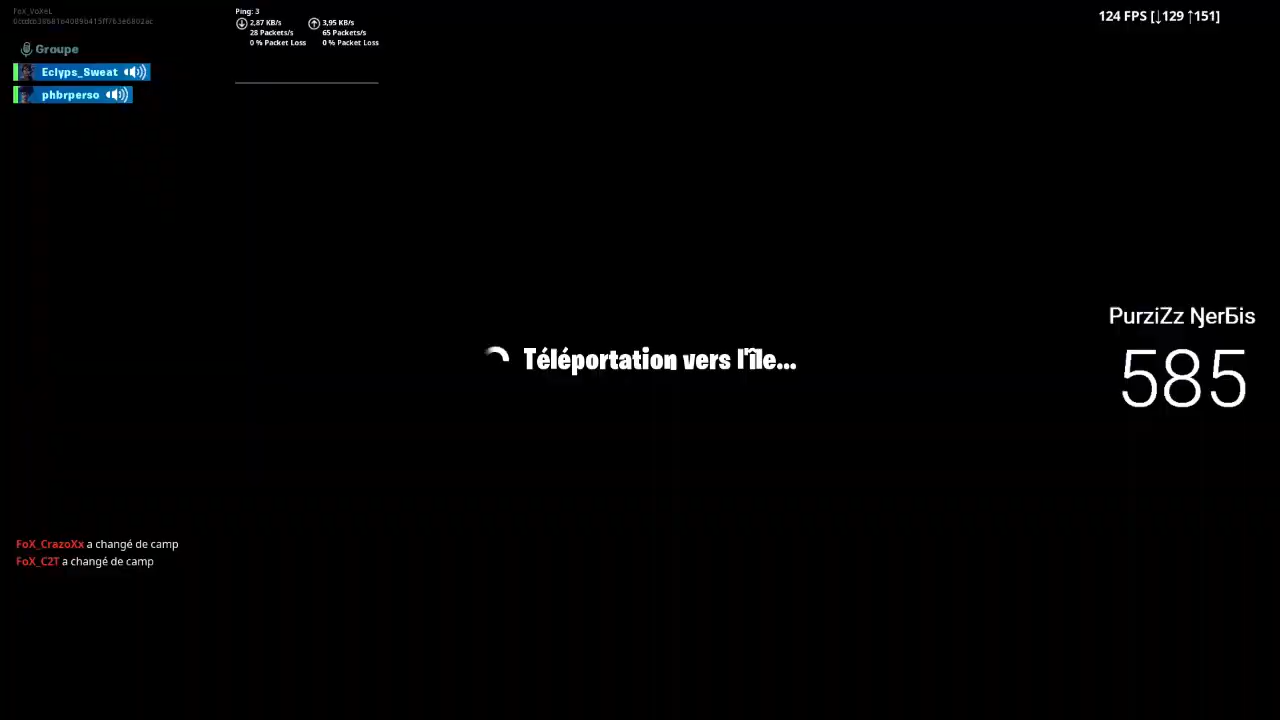 FoX_VoXeL
Ping: 3
2,87 KB/s
3,95 KB/s
28 Packets/s
65 Packets/s
0 % Packet Loss
0 % Packet Loss
124 FPS [↓129 ↑151]
Groupe
Eclyps_Sweat
phbrperso
PurziZz ŊerƂis
585
Téléportation vers l'île...
FoX_CrazoXx a changé de camp
FoX_C2T a changé de camp